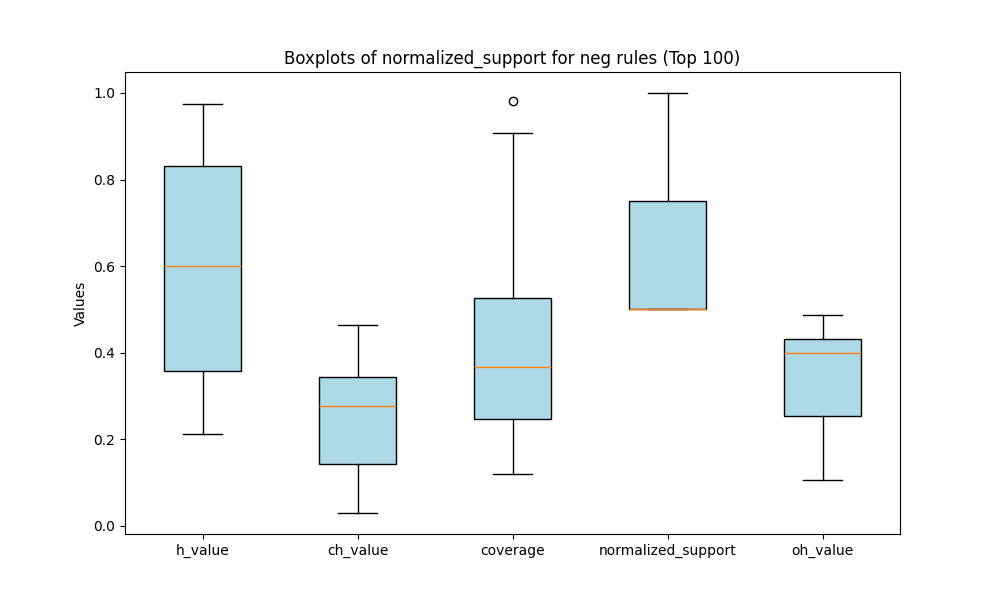 Boxplots of normalized_support for neg rules (Top 100)
Values
1.0
0.8
0.6
0.4
0.2
0.0
h_value
ch_value
coverage
normalized_support
oh_value